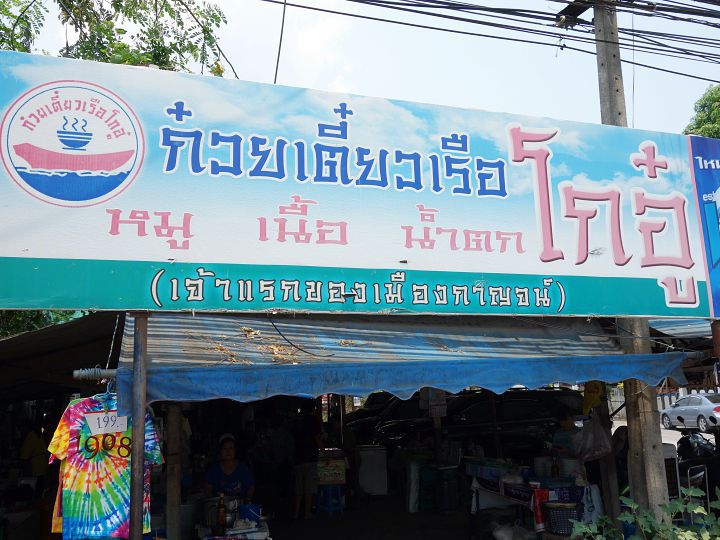 ก๋วยเตี๋ยวเรือโกอู๋
ก๋วยเตี๋ยวเรือ โกอู๋
หมู เนื้อ น้ำตก
(เจ้าแรกของเมืองกาญจน์)
199.-
1998